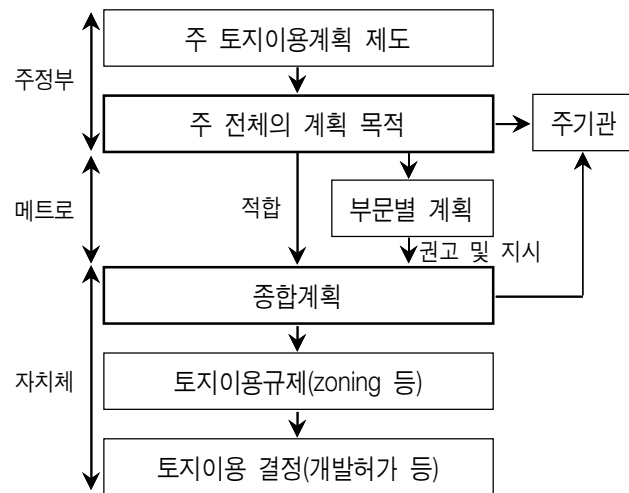 주 토지이용계획 제도
주정부
주 전체의 계획 목적
주기관
메트로
적합
부문별 계획
권고 및 지시
종합계획
자치체
토지이용규제(zoning 등)
토지이용 결정(개발허가 등)